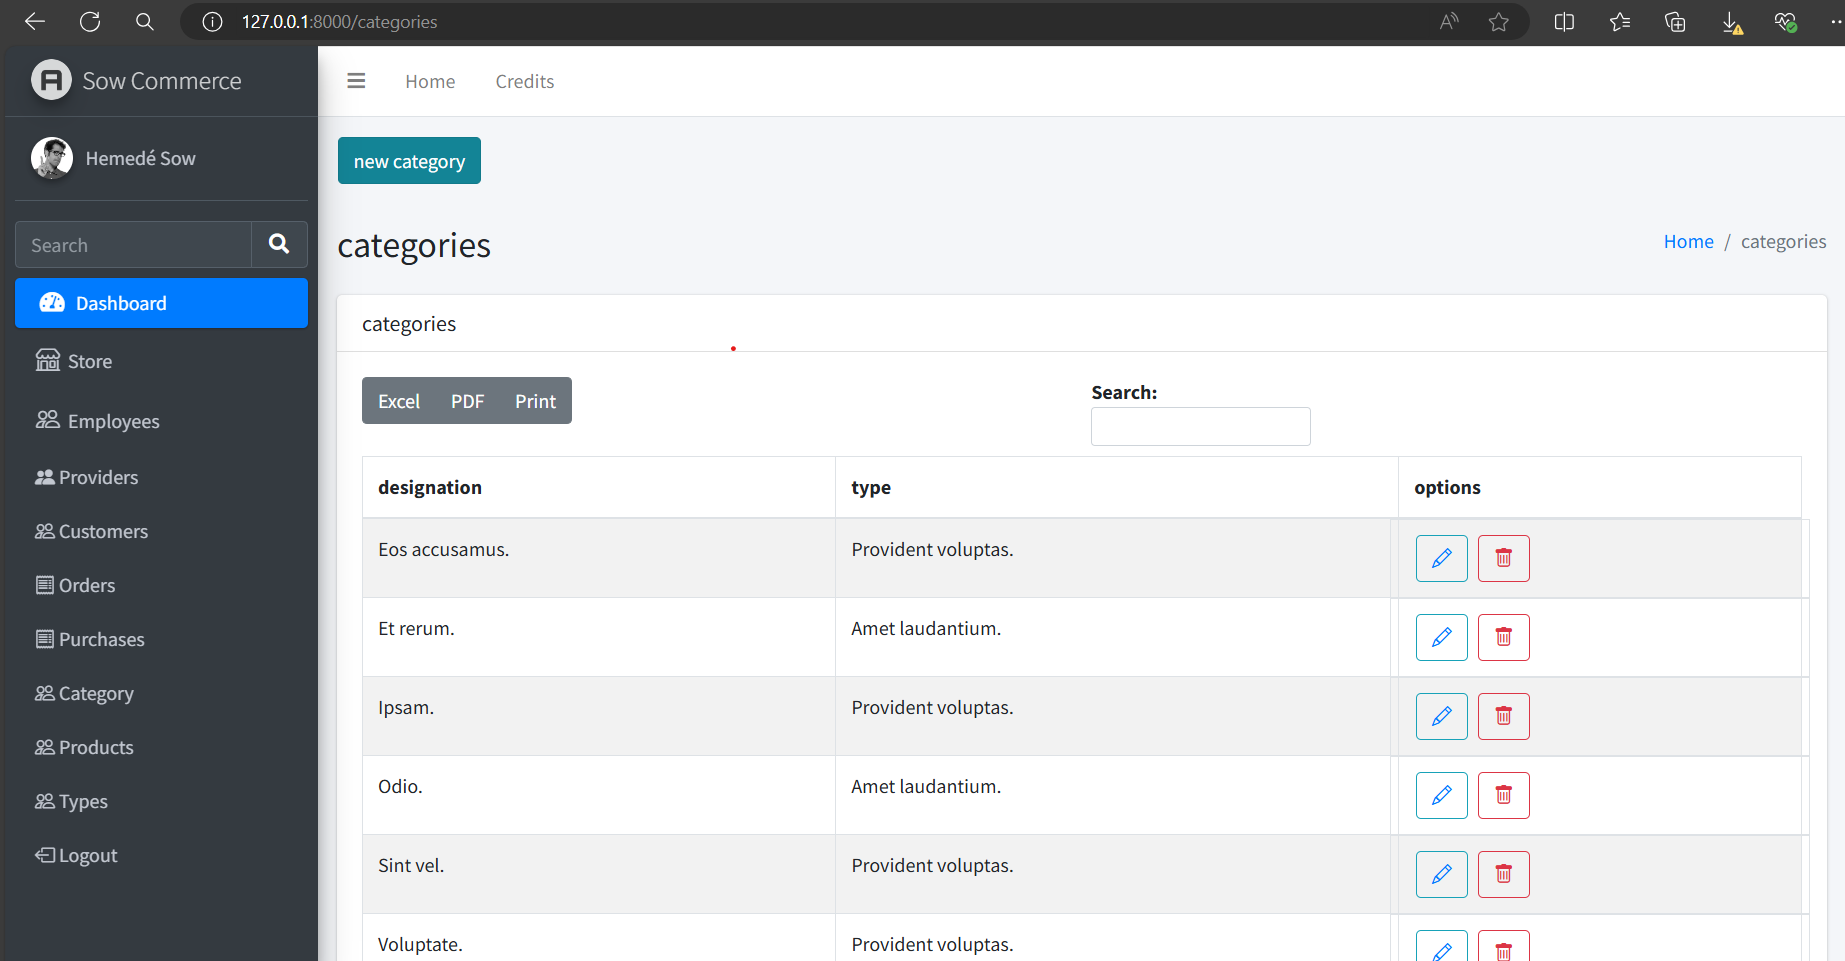 127.0.0.1:8000/categories
Sow Commerce
Home Credits
Hemedé Sow
new category
Search
categories
Home / categories
Dashboard
categories
Store
Excel PDF Print
Search:
Employees
Providers
Customers
Orders
Purchases
Category
Products
Types
Logout
designation type options
Eos accusamus. Provident voluptas.
Et rerum. Amet laudantium.
Ipsam. Provident voluptas.
Odio. Amet laudantium.
Sint vel. Provident voluptas.
Voluptate. Provident voluptas.